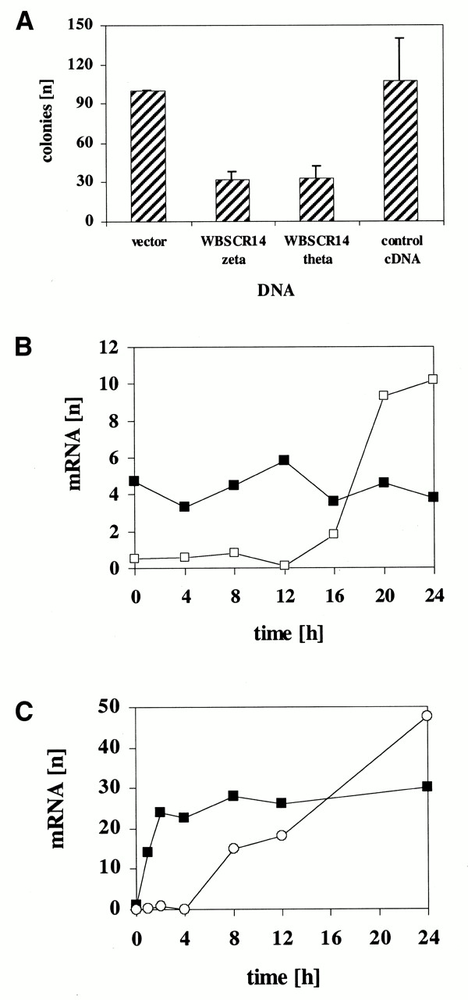 A
150
120
90
60
30
0
colonies [n]
vector
WBSCR14
zeta
WBSCR14
theta
control
cDNA
DNA
B
12
10
8
6
4
2
0
mRNA [n]
0 4 8 12 16 20 24
time [h]
C
50
40
30
20
10
0
mRNA [n]
0 4 8 12 16 20 24
time [h]